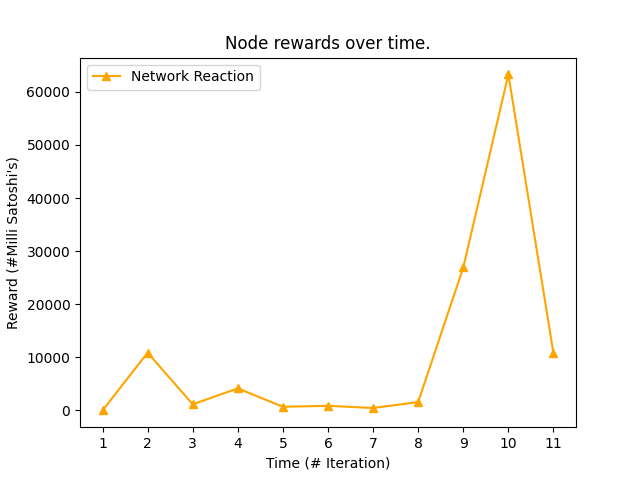 Node rewards over time.
Network Reaction
Reward (#Milli Satoshi's)
60000
50000
40000
30000
20000
10000
0
1 2 3 4 5 6 7 8 9 10 11
Time (# Iteration)